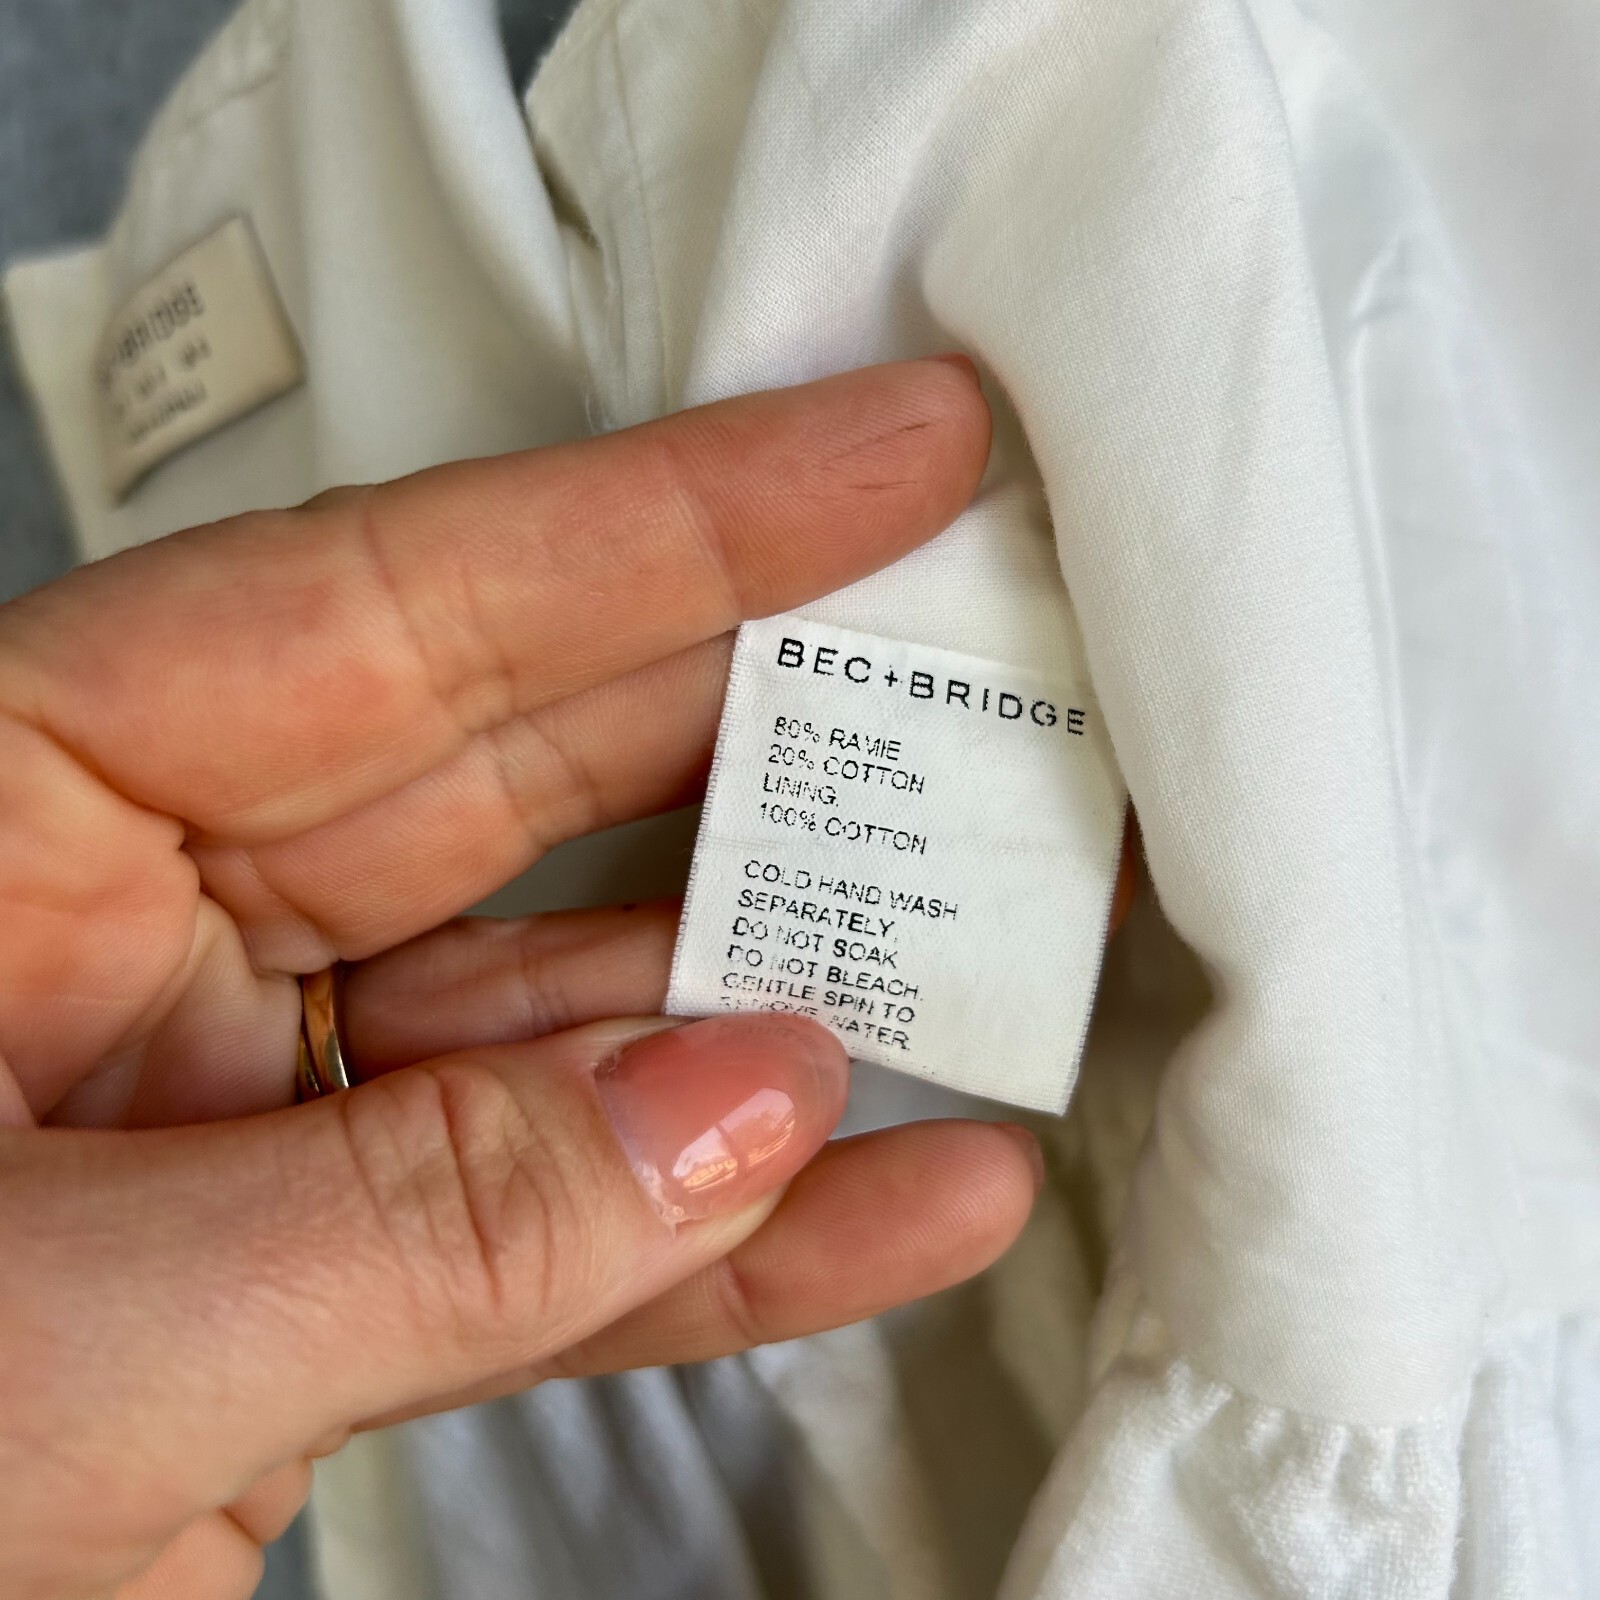 BEC+BRIDGE
80% RAMIE
20% COTTON
LINING.
100% COTTON
COLD HAND WASH
SEPARATELY,
DO NOT SOAK
DO NOT BLEACH.
GENTLE SPIN TO
REMOVE WATER.